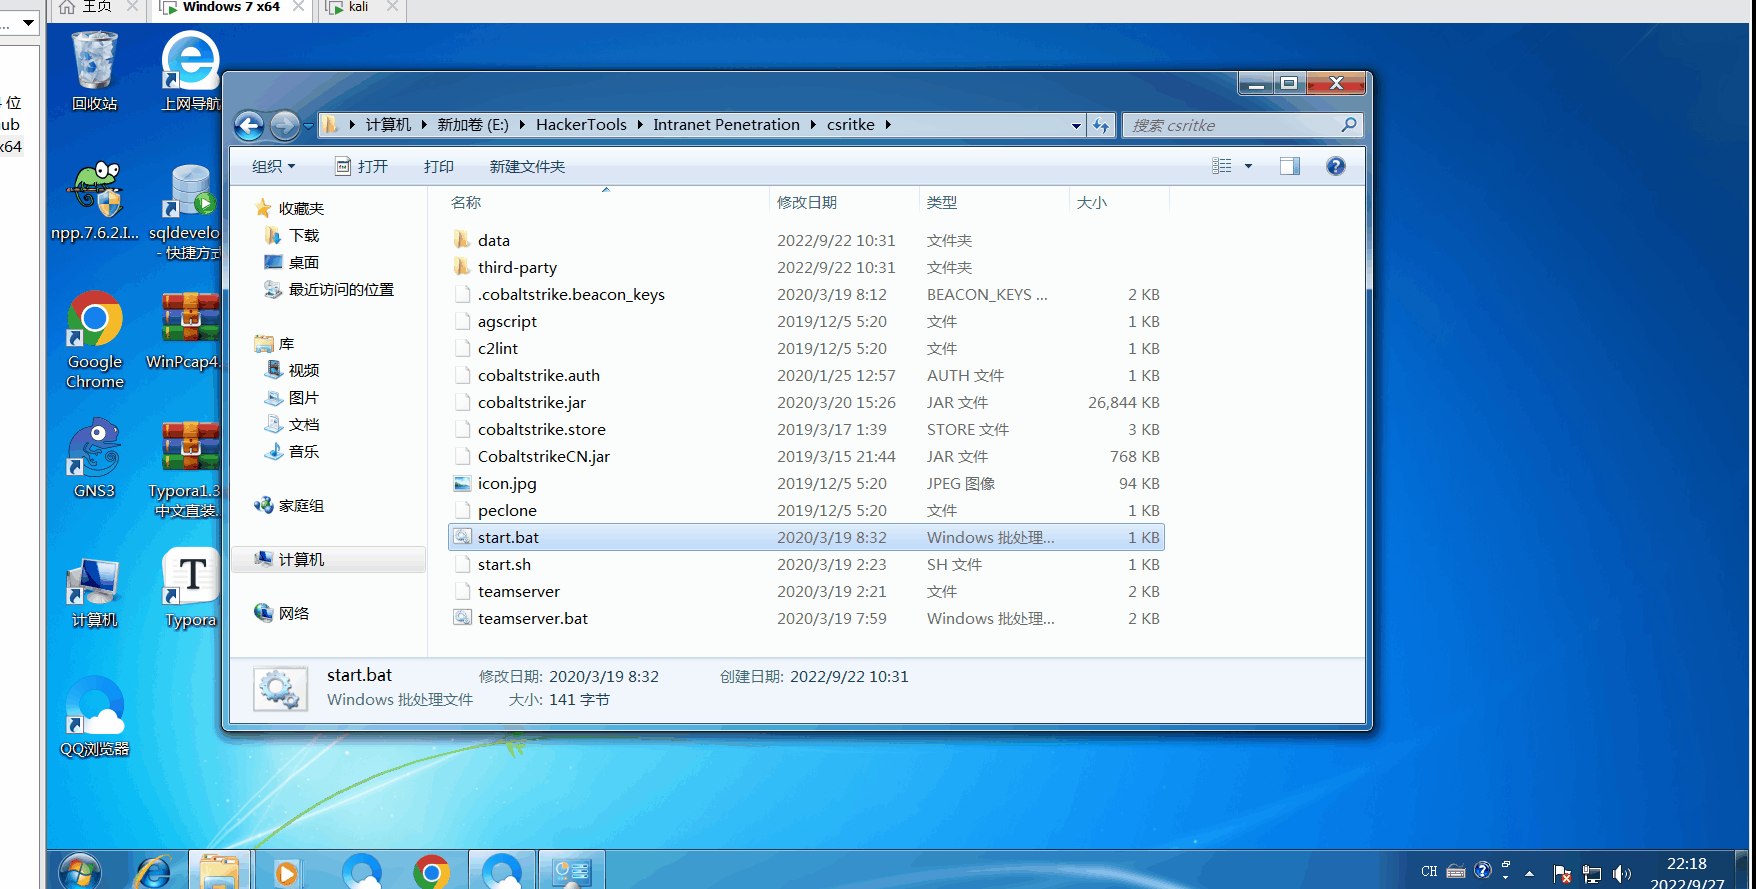 主页
Windows 7 x64
kali
...
位
ub
x64
回收站
上网导航
npp.7.6.2.I...
sqldevelo
- 快捷方式
Google
Chrome
WinPcap4.
GNS3
Typora1.3
中文直装...
计算机
Typora
QQ浏览器
计算机
新加卷 (E:)
HackerTools
Intranet Penetration
csritke
搜索 csritke
组织
打开
打印
新建文件夹
收藏夹
下载
桌面
最近访问的位置
库
视频
图片
文档
音乐
家庭组
计算机
网络
名称 修改日期 类型 大小
data 2022/9/22 10:31 文件夹
third-party 2022/9/22 10:31 文件夹
.cobaltstrike.beacon_keys 2020/3/19 8:12 BEACON_KEYS ... 2 KB
agscript 2019/12/5 5:20 文件 1 KB
c2lint 2019/12/5 5:20 文件 1 KB
cobaltstrike.auth 2020/1/25 12:57 AUTH 文件 1 KB
cobaltstrike.jar 2020/3/20 15:26 JAR 文件 26,844 KB
cobaltstrike.store 2019/3/17 1:39 STORE 文件 3 KB
CobaltstrikeCN.jar 2019/3/15 21:44 JAR 文件 768 KB
icon.jpg 2019/12/5 5:20 JPEG 图像 94 KB
peclone 2019/12/5 5:20 文件 1 KB
start.bat 2020/3/19 8:32 Windows 批处理... 1 KB
start.sh 2020/3/19 2:23 SH 文件 1 KB
teamserver 2020/3/19 2:21 文件 2 KB
teamserver.bat 2020/3/19 7:59 Windows 批处理... 2 KB
start.bat 修改日期: 2020/3/19 8:32 创建日期: 2022/9/22 10:31
Windows 批处理文件 大小: 141 字节
CH
22:18
2022/9/27